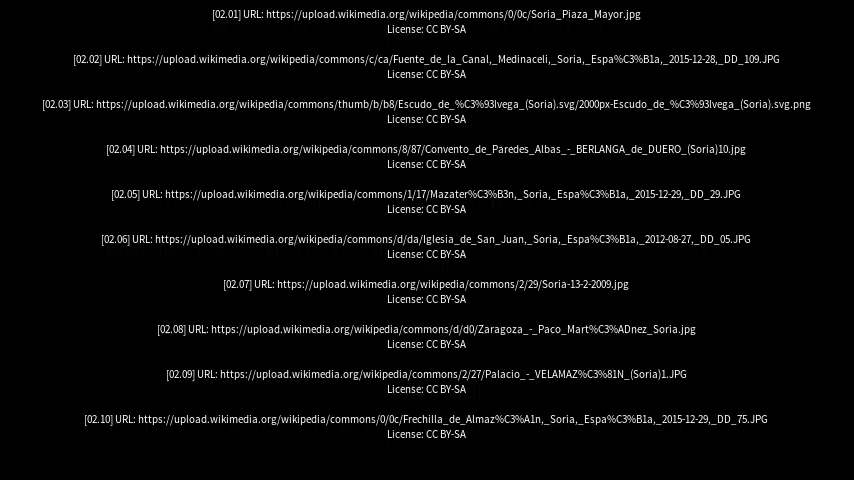 [02.01] URL: https://upload.wikimedia.org/wikipedia/commons/0/0c/Soria_Piaza_Mayor.jpg
License: CC BY-SA
[02.02] URL: https://upload.wikimedia.org/wikipedia/commons/c/ca/Fuente_de_la_Canal,_Medinaceli,_Soria,_Espa%C3%B1a,_2015-12-28,_DD_109.JPG
License: CC BY-SA
[02.03] URL: https://upload.wikimedia.org/wikipedia/commons/thumb/b/b8/Escudo_de_%C3%93lvega_(Soria).svg/2000px-Escudo_de_%C3%93lvega_(Soria).svg.png
License: CC BY-SA
[02.04] URL: https://upload.wikimedia.org/wikipedia/commons/8/87/Convento_de_Paredes_Albas_-_BERLANGA_de_DUERO_(Soria)10.jpg
License: CC BY-SA
[02.05] URL: https://upload.wikimedia.org/wikipedia/commons/1/17/Mazater%C3%B3n,_Soria,_Espa%C3%B1a,_2015-12-29,_DD_29.JPG
License: CC BY-SA
[02.06] URL: https://upload.wikimedia.org/wikipedia/commons/d/da/Iglesia_de_San_Juan,_Soria,_Espa%C3%B1a,_2012-08-27,_DD_05.JPG
License: CC BY-SA
[02.07] URL: https://upload.wikimedia.org/wikipedia/commons/2/29/Soria-13-2-2009.jpg
License: CC BY-SA
[02.08] URL: https://upload.wikimedia.org/wikipedia/commons/d/d0/Zaragoza_-_Paco_Mart%C3%ADnez_Soria.jpg
License: CC BY-SA
[02.09] URL: https://upload.wikimedia.org/wikipedia/commons/2/27/Palacio_-_VELAMAZ%C3%81N_(Soria)1.JPG
License: CC BY-SA
[02.10] URL: https://upload.wikimedia.org/wikipedia/commons/0/0c/Frechilla_de_Almaz%C3%A1n,_Soria,_Espa%C3%B1a,_2015-12-29,_DD_75.JPG
License: CC BY-SA